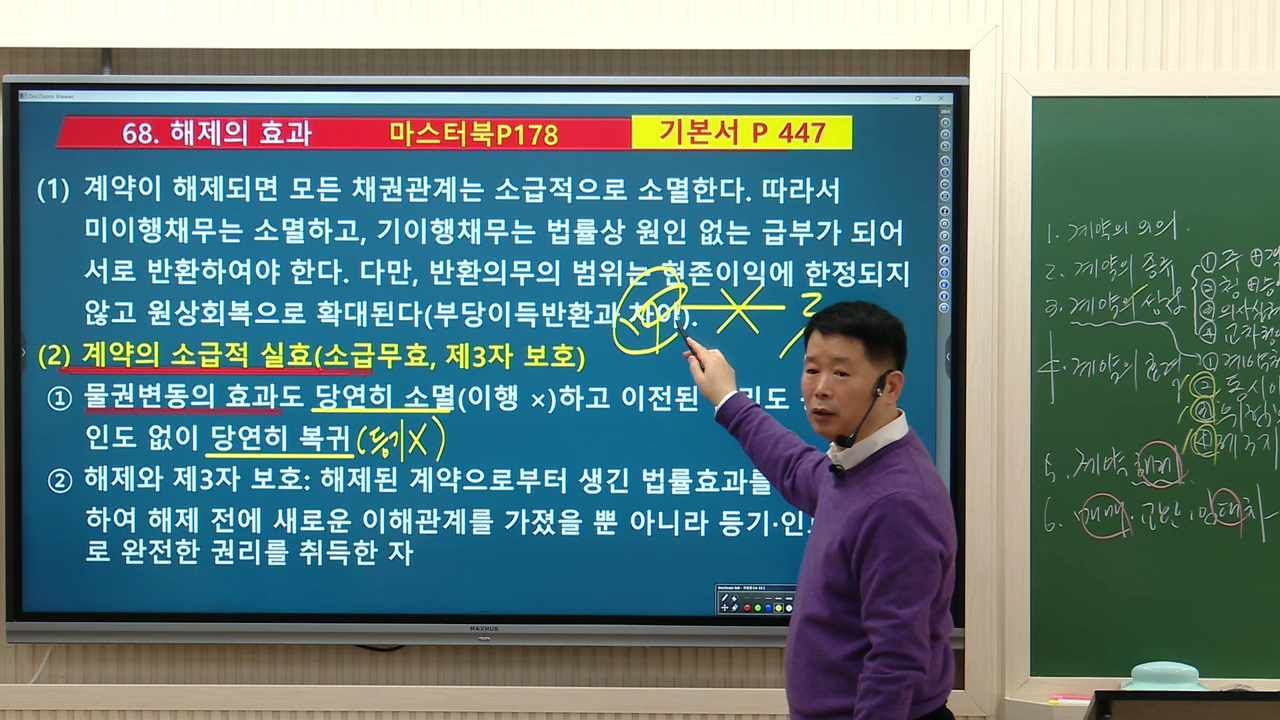 DocZoom Viewer
68. 해제의 효과 마스터북P178 기본서 P 447
(1) 계약이 해제되면 모든 채권관계는 소급적으로 소멸한다. 따라서
미이행채무는 소멸하고, 기이행채무는 법률상 원인 없는 급부가 되어
서로 반환하여야 한다. 다만, 반환의무의 범위는 현존이익에 한정되지
않고 원상회복으로 확대된다(부당이득반환과 차이).
(2) 계약의 소급적 실효(소급무효, 제3자 보호)
① 물권변동의 효과도 당연히 소멸(이행 ×)하고 이전된
인도 없이 당연히 복귀(등기X)
② 해제와 제3자 보호: 해제된 계약으로부터 생긴 법률효과를
하여 해제 전에 새로운 이해관계를 가졌을 뿐 아니라 등기·인
로 완전한 권리를 취득한 자
MAXHUB
1. 계약의 의의
2. 계약의 종류
3. 계약의 성립
4. 계약의 효력
5. 계약 해제
6. 매매·교환·임대차